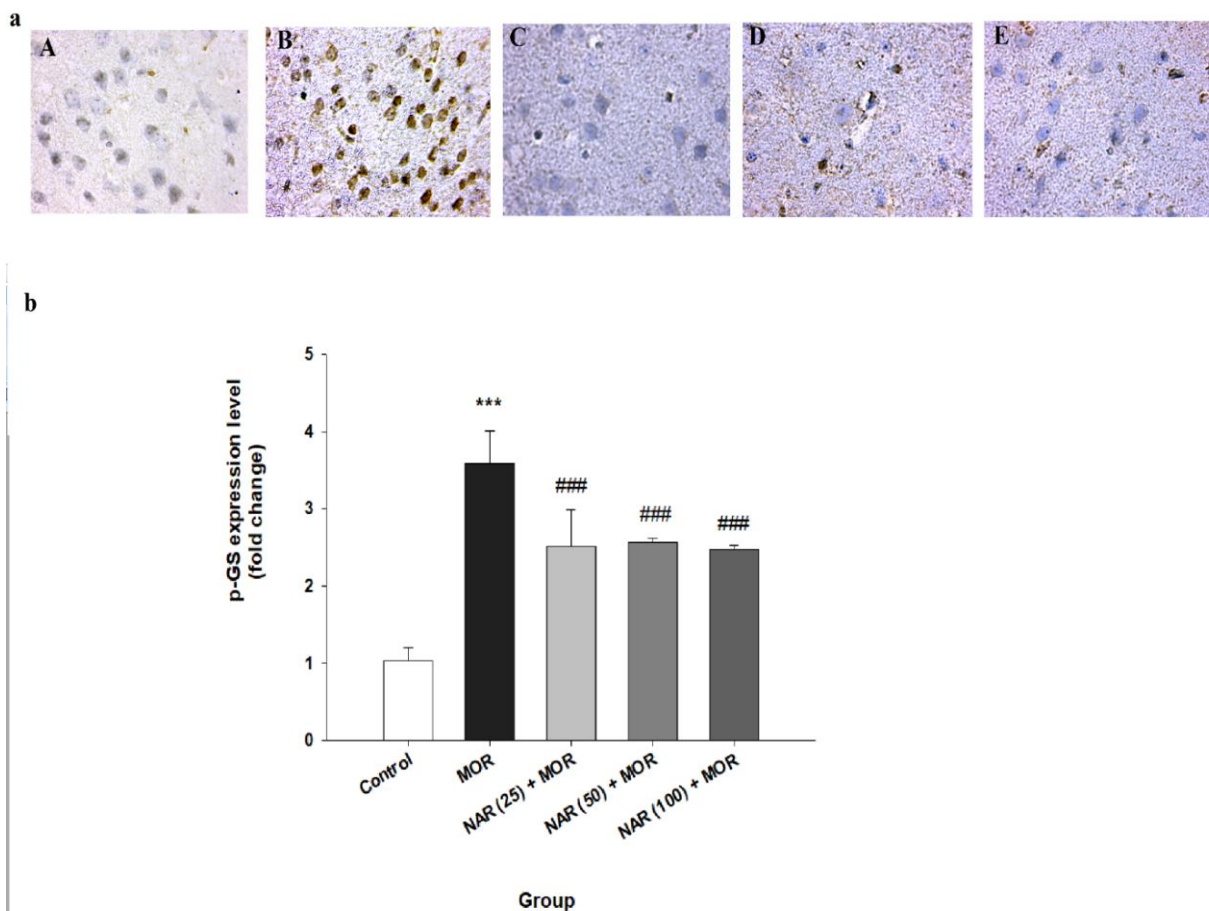 a
A
B
C
D
E
b
p-GS expression level
(fold change)
5
4
3
2
1
0
***
###
###
###
Control
MOR
NAR (25) + MOR
NAR (50) + MOR
NAR (100) + MOR
Group